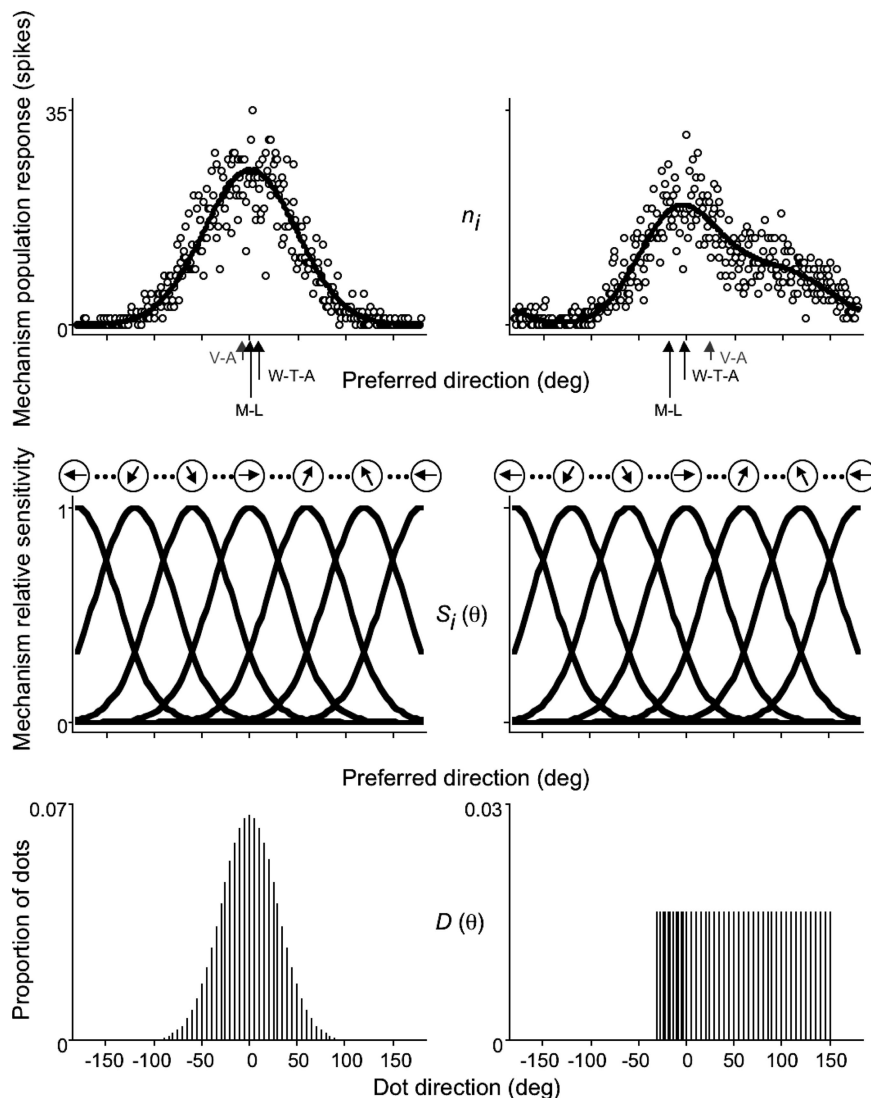 Mechanism population response (spikes)
35
0
n_i
V-A
W-T-A
M-L
Preferred direction (deg)
M-L
W-T-A
V-A
Mechanism relative sensitivity
1
0
S_i (θ)
Preferred direction (deg)
Proportion of dots
0.07
0
D (θ)
0.03
0
-150 -100 -50 0 50 100 150
-150 -100 -50 0 50 100 150
Dot direction (deg)